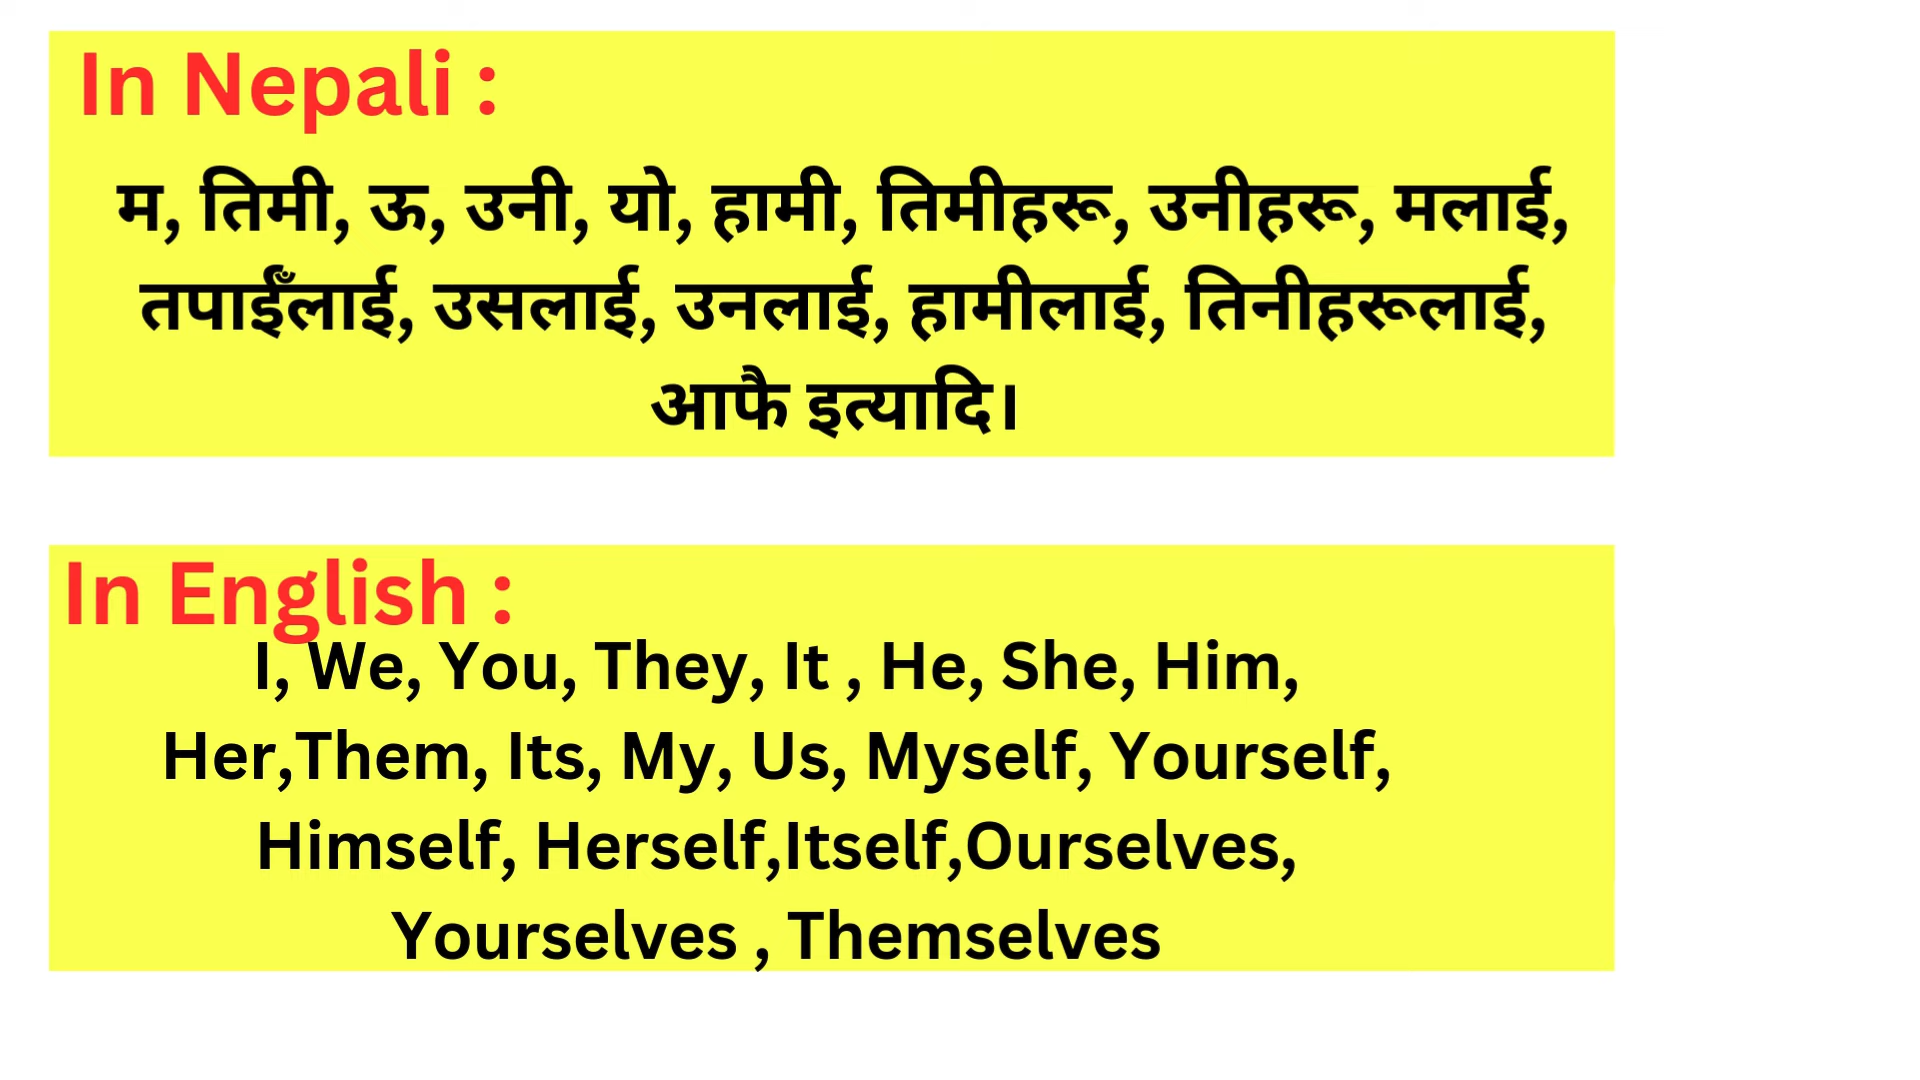 In Nepali :
म, तिमी, ऊ, उनी, यो, हामी, तिमीहरू, उनीहरू, मलाई,
तपाईँलाई, उसलाई, उनलाई, हामीलाई, तिनीहरूलाई,
आफै इत्यादि।
In English :
I, We, You, They, It , He, She, Him,
Her,Them, Its, My, Us, Myself, Yourself,
Himself, Herself,Itself,Ourselves,
Yourselves , Themselves